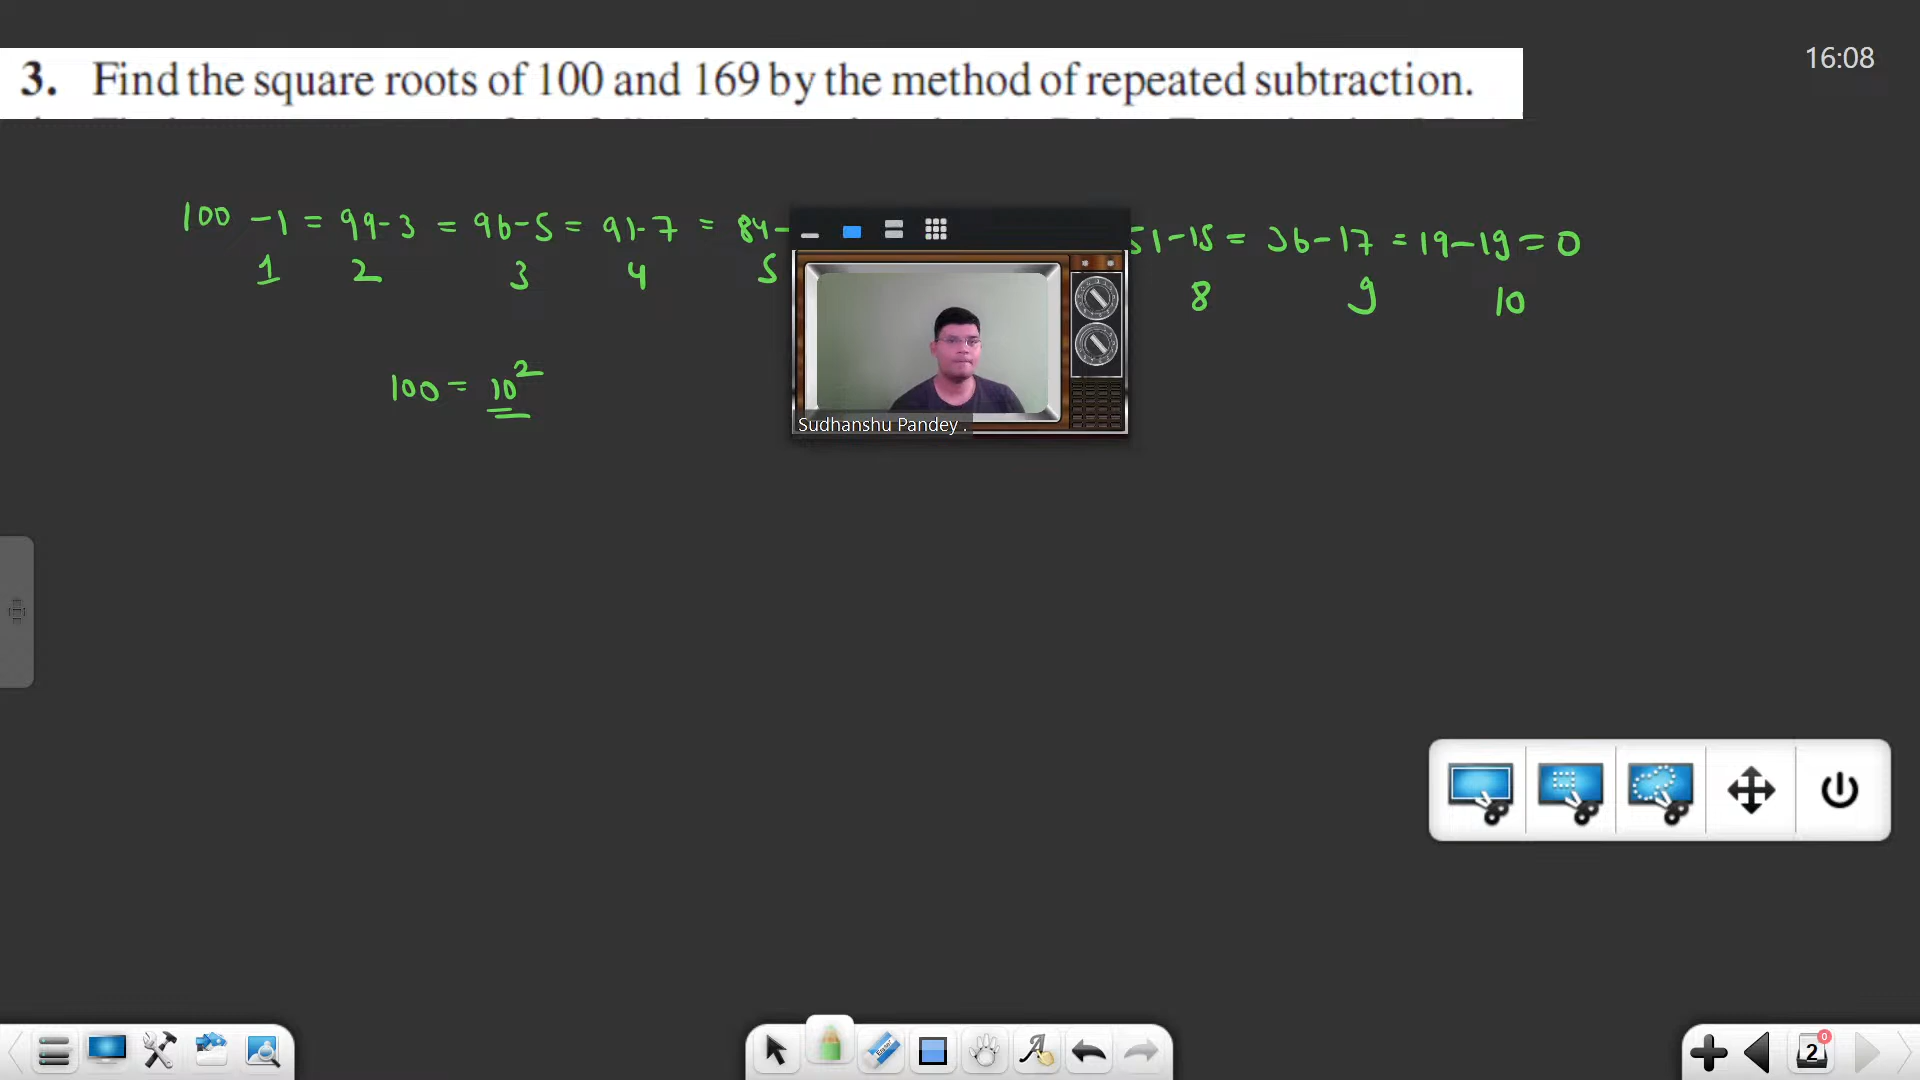 16:08
3. Find the square roots of 100 and 169 by the method of repeated subtraction.
100 -1 = 99-3 = 96-5 = 91-7 = 84- 51-15 = 36-17 = 19-19 = 0
1 2 3 4 5 8 9 10
100 = 10²
Sudhanshu Pandey .
Eraser
A
2
0